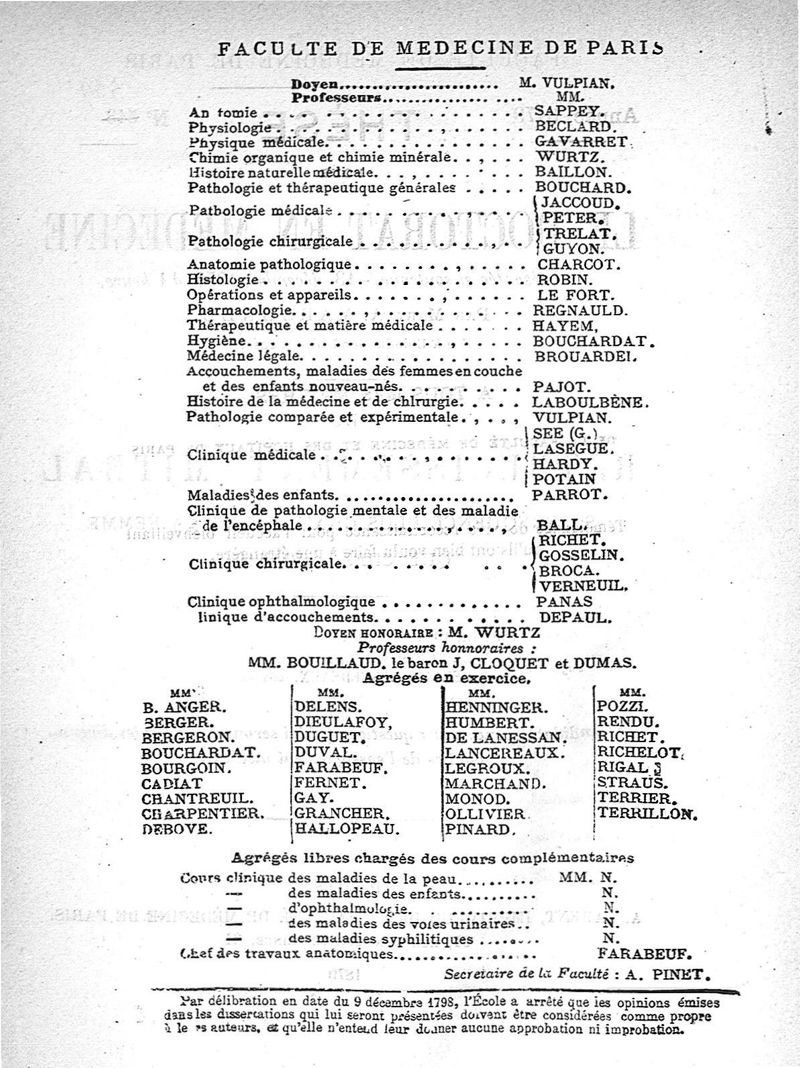 FACULTE DE MEDECINE DE PARIS
Doyen........................ M. VULPIAN.
Professeurs.................. MM.
An tomie . . . . . . . . . . . . . . . . SAPPEY.
Physiologie . . . . . . . . . . . . . . . BECLARD.
Physique médicale. . . . . . . . . . . . GAVARRET.
Chimie organique et chimie minérale. . , . . . WURTZ.
Histoire naturelle médicale. . . , . . . . . BAILLON.
Pathologie et thérapeutique générales . . . . . BOUCHARD.
Pathologie médicale . . . . . . . . . . . { JACCOUD.
PETER.
Pathologie chirurgicale . . . . . . . . . . { TRELAT.
GUYON.
Anatomie pathologique. . . . . . . . , . . . CHARCOT.
Histologie . . . . . . . . . . . . . . . . ROBIN.
Opérations et appareils. . . . . . . , . . . . LE FORT.
Pharmacologie. . . . . . . . . . . . . . . REGNAULD.
Thérapeutique et matière médicale . . . . . . HAYEM,
Hygiène. . . . . . . . . . . . . , . . . . BOUCHARDAT.
Médecine légale. . . . . . . . . . . . . . . BROUARDEL
Accouchements, maladies des femmes en couche
et des enfants nouveau-nés. . . . . . . . . PAJOT.
Histoire de la médecine et de chlrurgie. . . . . LABOULBÈNE.
Pathologie comparée et expérimentale. , . , , VULPIAN.
Clinique médicale . . . . . , . . . . . . . { SEE (G.).
LASEGUE.
HARDY.
POTAIN
Maladies des enfants. ..................... PARROT.
Clinique de pathologie mentale et des maladie
de l'encéphale ......................, BALL.
Clinique chirurgicale. . . . . . . . . . . . { RICHET.
GOSSELIN.
BROCA.
VERNEUIL.
Clinique ophthalmologique . . . . . . . . . . . PANAS
linique d'accouchements. . . . . . . . . . . . DEPAUL.
DOYEN HONORAIRE : M. WURTZ
Professeurs honnoraires :
MM. BOUILLAUD. le baron J, CLOQUET et DUMAS.
Agrégés en exercice.
MM. MM. MM. MM.
B. ANGER. DELENS. HENNINGER. POZZI.
BERGER. DIEULAFOY, HUMBERT. RENDU.
BERGERON. DUGUET. DE LANESSAN. RICHET.
BOUCHARDAT. DUVAL. LANCEREAUX. RICHELOT.
BOURGOIN. FARABEUF. LEGROUX. RIGAL
CADIAT FERNET. MARCHAND. STRAUS.
CHANTREUIL. GAY. MONOD. TERRIER.
CHARPENTIER. GRANCHER. OLLIVIER TERRILLON.
DEBOVE. HALLOPEAU. PINARD.
Agrégés libres chargés des cours complémentaires
Cours clinique des maladies de la peau.......... MM. N.
— des maladies des enfants......... N.
— d'ophthalmologie. . .......... N.
— des maladies des voies urinaires.. . N.
— des maladies syphilitiques ....... . N.
Chef des travaux anatomiques.................. FARABEUF.
Secretaire de la Faculté : A. PINET.
Par délibration en date du 9 décembre 1798, l'École a arrêté que les opinions émises
dans les dissertations qui lui seront présentées doivent être considérées comme propre
à le rs auteurs, et qu'elle n'entend leur donner aucune approbation ni improbation.